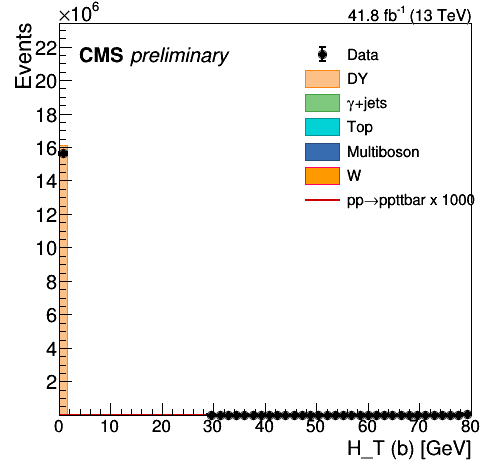 ×10⁶
41.8 fb⁻¹ (13 TeV)
Events
CMS preliminary
Data
DY
γ+jets
Top
Multiboson
W
pp→ppttbar x 1000
22
20
18
16
14
12
10
8
6
4
2
0 10 20 30 40 50 60 70 80
H_T (b) [GeV]